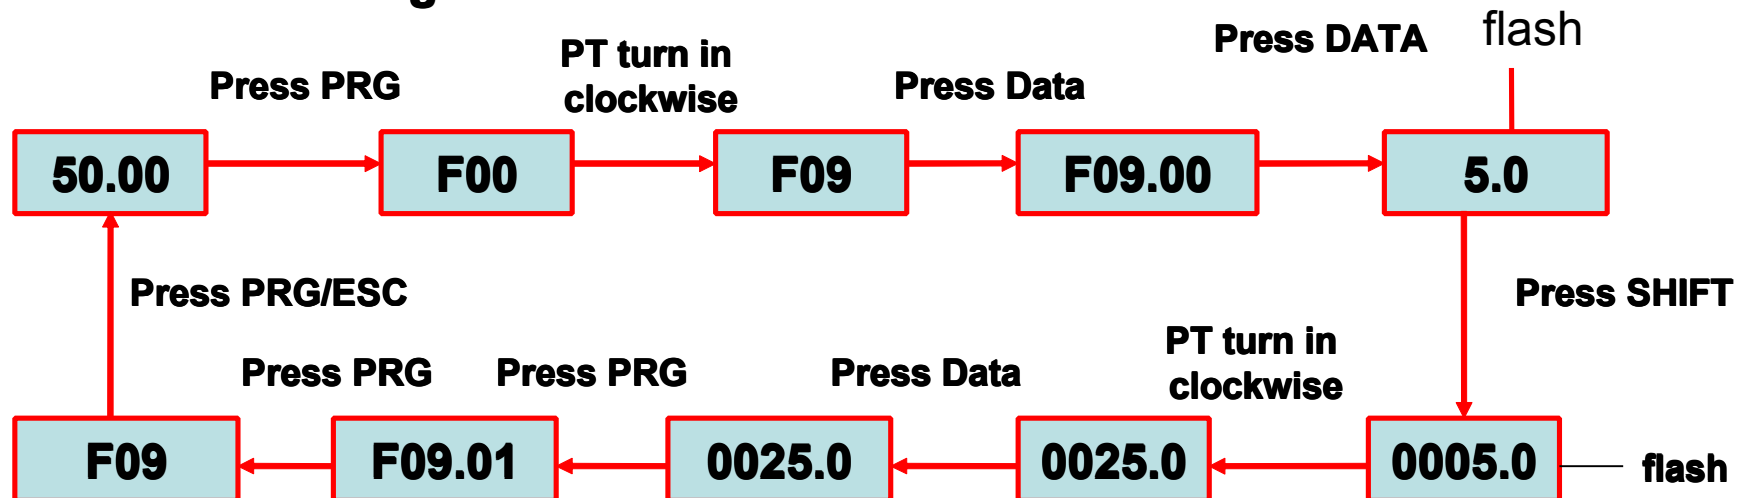 g
flash
Press DATA
PT turn in
clockwise
Press PRG
Press Data
50.00
F00
F09
F09.00
5.0
Press PRG/ESC
Press SHIFT
PT turn in
clockwise
Press PRG
Press PRG
Press Data
F09
F09.01
0025.0
0025.0
0005.0
flash